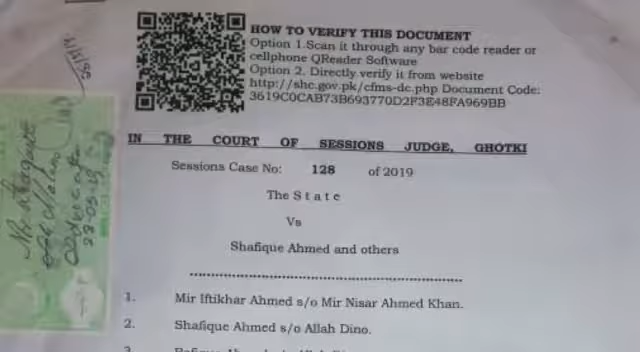 HOW TO VERIFY THIS DOCUMENT
Option 1.Scan it through any bar code reader or
cellphone QReader Software
Option 2. Directly verify it from website
http://shc.gov.pk/cfms-dc.php Document Code:
3619C0CAB73B693770D2F3E48FA969BB
IN THE COURT OF SESSIONS JUDGE, GHOTKI
Sessions Case No: 128 of 2019
The State
Vs
Shafique Ahmed and others
1. Mir Iftikhar Ahmed s/o Mir Nisar Ahmed Khan.
2. Shafique Ahmed s/o Allah Dino.